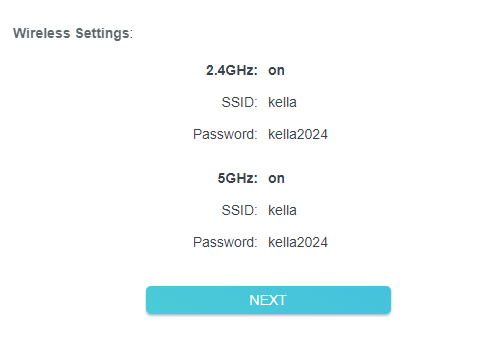 Wireless Settings:
2.4GHz: on
SSID: kella
Password: kella2024
5GHz: on
SSID: kella
Password: kella2024
NEXT